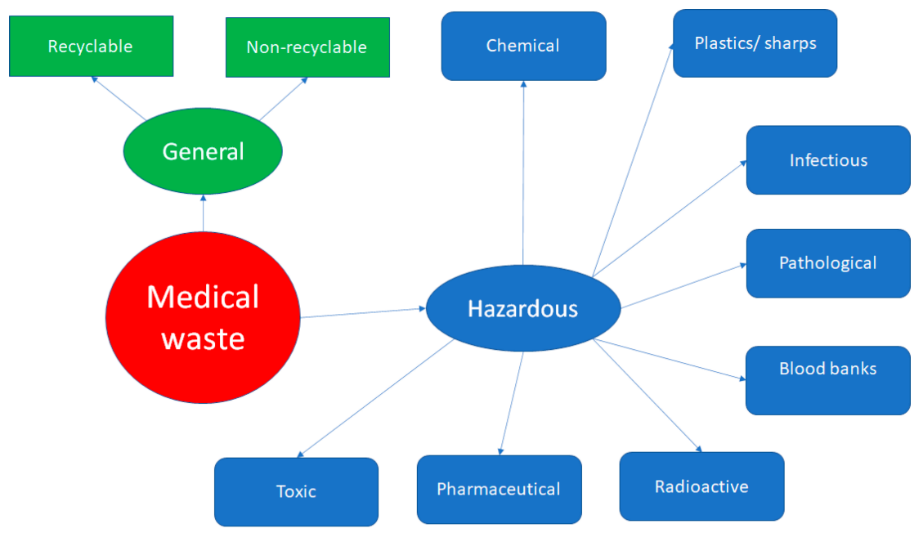 Recyclable
Non-recyclable
Chemical
Plastics/ sharps
General
Infectious
Medical
waste
Hazardous
Pathological
Blood banks
Toxic
Pharmaceutical
Radioactive